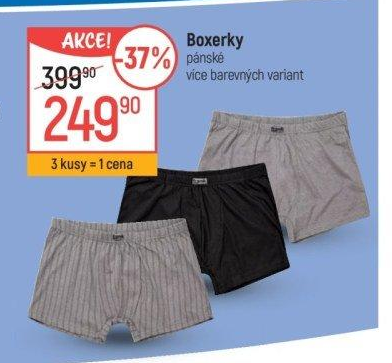 AKCE!
-37%
39990
24990
3 kusy = 1 cena
Boxerky
pánské
více barevných variant